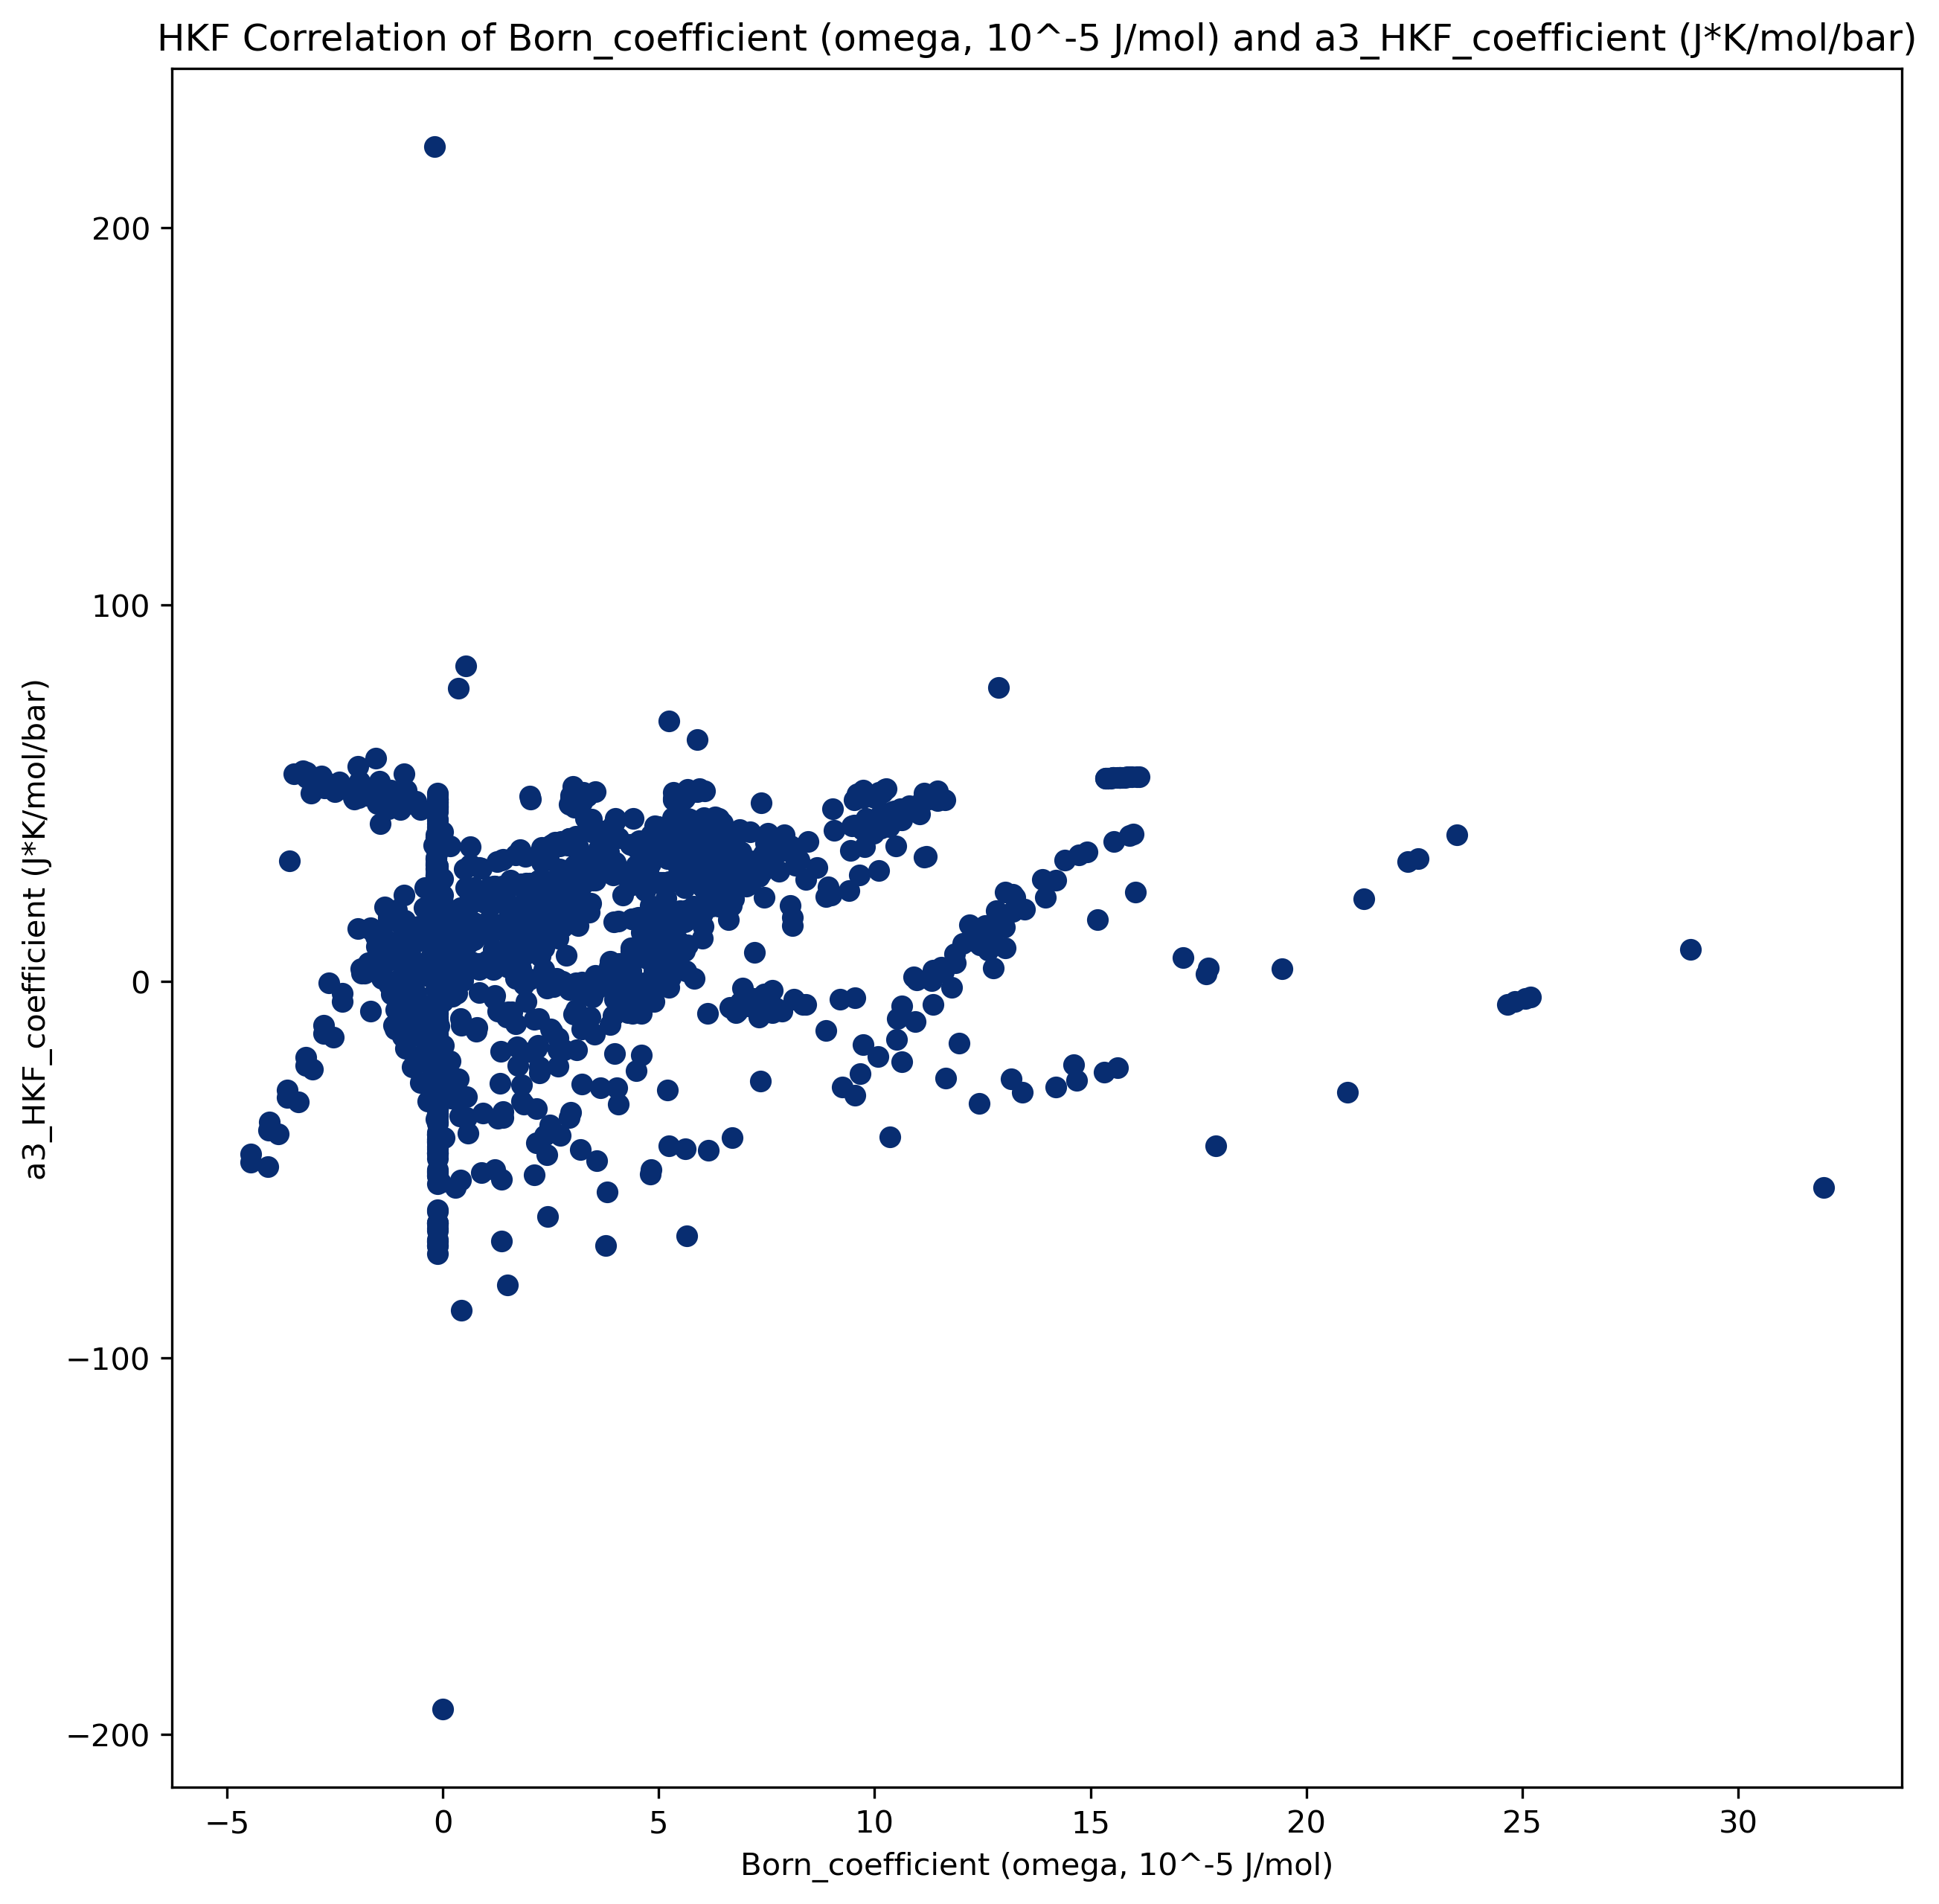 HKF Correlation of Born_coefficient (omega, 10^-5 J/mol) and a3_HKF_coefficient (J*K/mol/bar)
a3_HKF_coefficient (J*K/mol/bar)
200
100
0
−100
−200
−5 0 5 10 15 20 25 30
Born_coefficient (omega, 10^-5 J/mol)